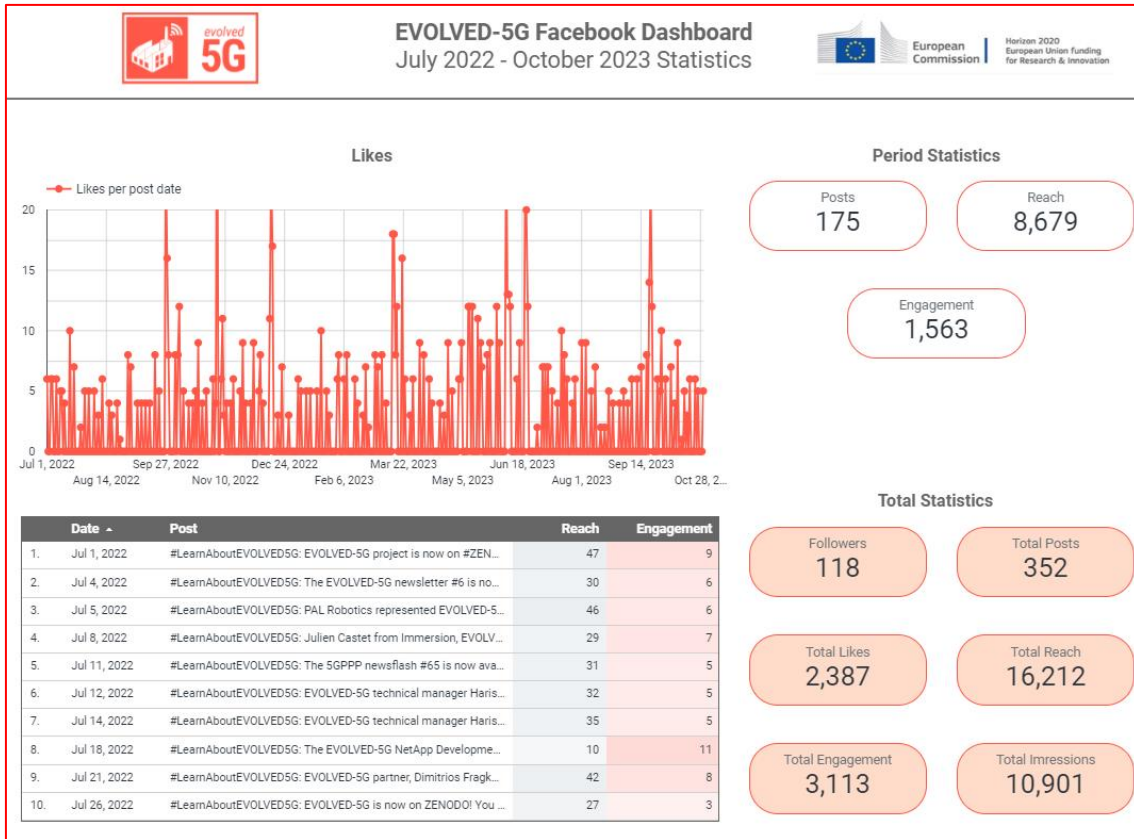 evolved
5G
EVOLVED-5G Facebook Dashboard
July 2022 - October 2023 Statistics
European
Commission
Horizon 2020
European Union funding
for Research & Innovation
Likes
Likes per post date
20
15
10
5
0
Jul 1, 2022
Aug 14, 2022
Sep 27, 2022
Nov 10, 2022
Dec 24, 2022
Feb 6, 2023
Mar 22, 2023
May 5, 2023
Jun 18, 2023
Aug 1, 2023
Sep 14, 2023
Oct 28, 2...
Period Statistics
Posts
175
Reach
8,679
Engagement
1,563
Date Post Reach Engagement
1. Jul 1, 2022 #LearnAboutEVOLVED5G: EVOLVED-5G project is now on #ZEN... 47 9
2. Jul 4, 2022 #LearnAboutEVOLVED5G: The EVOLVED-5G newsletter #6 is no... 30 6
3. Jul 5, 2022 #LearnAboutEVOLVED5G: PAL Robotics represented EVOLVED-5... 46 6
4. Jul 8, 2022 #LearnAboutEVOLVED5G: Julien Castet from Immersion, EVOLV... 29 7
5. Jul 11, 2022 #LearnAboutEVOLVED5G: The 5GPPP newsflash #65 is now ava... 31 5
6. Jul 12, 2022 #LearnAboutEVOLVED5G: EVOLVED-5G technical manager Haris... 32 5
7. Jul 14, 2022 #LearnAboutEVOLVED5G: EVOLVED-5G technical manager Haris... 35 5
8. Jul 18, 2022 #LearnAboutEVOLVED5G: The EVOLVED-5G NetApp Developme... 10 11
9. Jul 21, 2022 #LearnAboutEVOLVED5G: EVOLVED-5G partner, Dimitrios Fragk... 42 8
10. Jul 26, 2022 #LearnAboutEVOLVED5G: EVOLVED-5G is now on ZENODO! You ... 27 3
Total Statistics
Followers
118
Total Posts
352
Total Likes
2,387
Total Reach
16,212
Total Engagement
3,113
Total Imressions
10,901